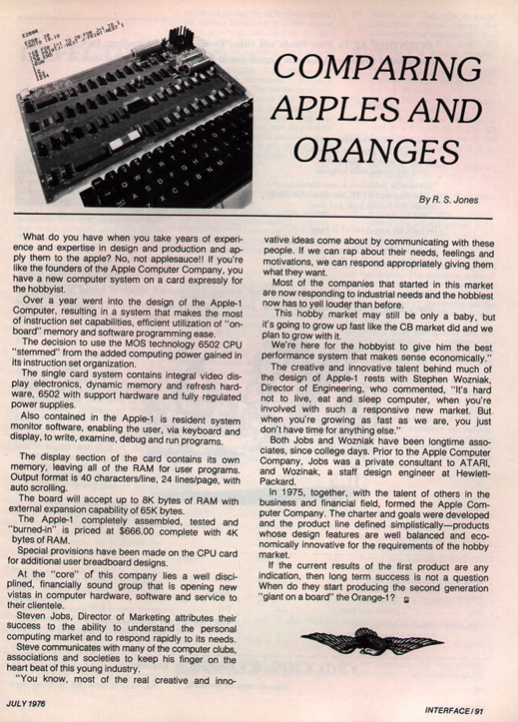 COMPARING
APPLES AND
ORANGES
By R. S. Jones
What do you have when you take years of experi-
ence and expertise in design and production and ap-
ply them to the apple? No, not applesauce!! If you're
like the founders of the Apple Computer Company, you
have a new computer system on a card expressly for
the hobbyist.
Over a year went into the design of the Apple-1
Computer, resulting in a system that makes the most
of instruction set capabilities, efficient utilization of "on-
board" memory and software programming ease.
The decision to use the MOS technology 6502 CPU
"stemmed" from the added computing power gained in
its instruction set organization.
The single card system contains integral video dis-
play electronics, dynamic memory and refresh hard-
ware, 6502 with support hardware and fully regulated
power supplies.
Also contained in the Apple-1 is resident system
monitor software, enabling the user, via keyboard and
display, to write, examine, debug and run programs.
The display section of the card contains its own
memory, leaving all of the RAM for user programs.
Output format is 40 characters/line, 24 lines/page, with
auto scrolling.
The board will accept up to 8K bytes of RAM with
external expansion capability of 65K bytes.
The Apple-1 completely assembled, tested and
"burned-in" is priced at $666.00 complete with 4K
bytes of RAM.
Special provisions have been made on the CPU card
for additional user breadboard designs.
At the "core" of this company lies a well disci-
plined, financially sound group that is opening new
vistas in computer hardware, software and service to
their clientele.
Steven Jobs, Director of Marketing attributes their
success to the ability to understand the personal
computing market and to respond rapidly to its needs.
Steve communicates with many of the computer clubs,
associations and societies to keep his finger on the
heart beat of this young industry.
"You know, most of the real creative and inno-
vative ideas come about by communicating with these
people. If we can rap about their needs, feelings and
motivations, we can respond appropriately giving them
what they want.
Most of the companies that started in this market
are now responding to industrial needs and the hobbiest
now has to yell louder than before.
This hobby market may still be only a baby, but
it's going to grow up fast like the CB market did and we
plan to grow with it.
We're here for the hobbyist to give him the best
performance system that makes sense economically."
The creative and innovative talent behind much of
the design of Apple-1 rests with Stephen Wozniak,
Director of Engineering, who commented, "It's hard
not to live, eat and sleep computer, when you're
involved with such a responsive new market. But
when you're growing as fast as we are, you just
don't have time for anything else."
Both Jobs and Wozniak have been longtime asso-
ciates, since college days. Prior to the Apple Computer
Company, Jobs was a private consultant to ATARI,
and Wozinak, a staff design engineer at Hewlett-
Packard.
In 1975, together, with the talent of others in the
business and financial field, formed the Apple Com-
puter Company. The charter and goals were developed
and the product line defined simplistically—products
whose design features are well balanced and eco-
nomically innovative for the requirements of the hobby
market.
If the current results of the first product are any
indication, then long term success is not a question
When do they start producing the second generation
"giant on a board" the Orange-1?
JULY 1976
INTERFACE/91